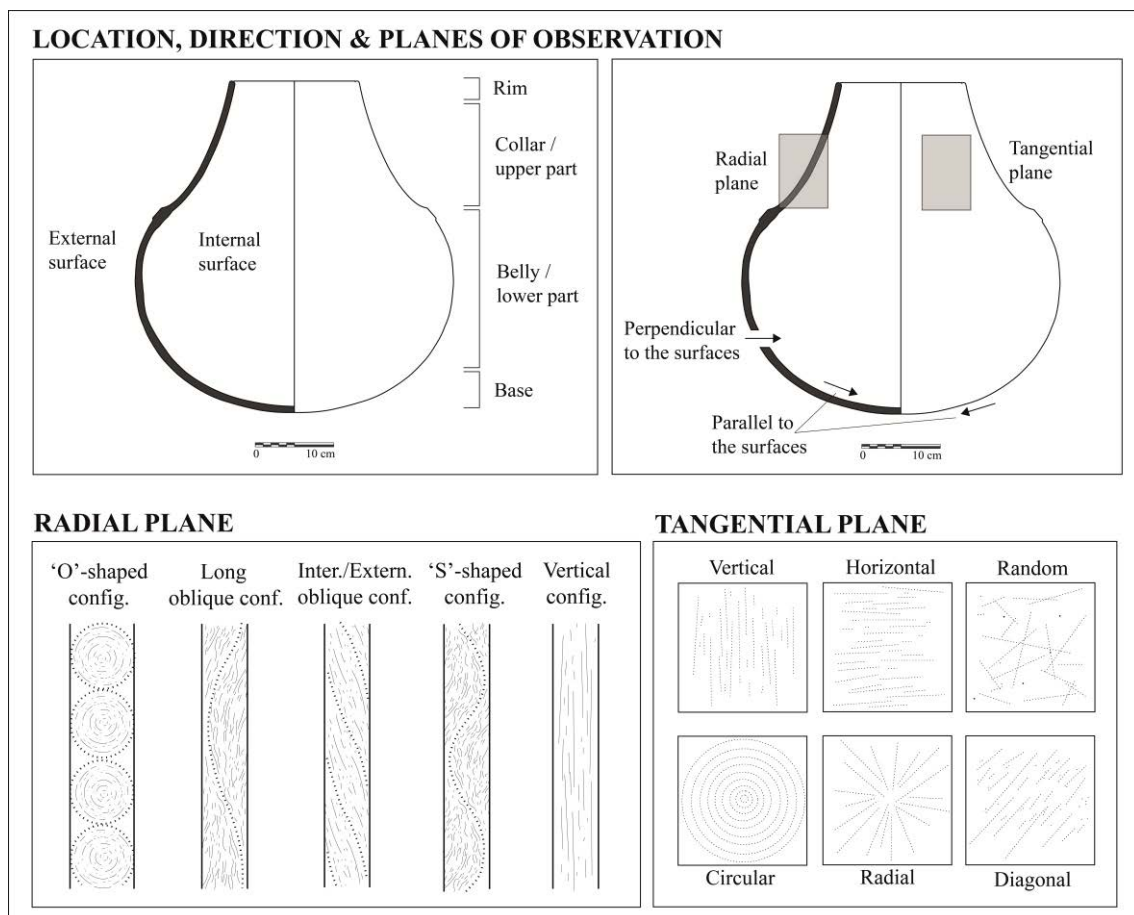 LOCATION, DIRECTION & PLANES OF OBSERVATION
Rim
Collar /
upper part
External
surface
Internal
surface
Belly /
lower part
Base
0 10 cm
Radial
plane
Tangential
plane
Perpendicular
to the surfaces
Parallel to
the surfaces
0 10 cm
RADIAL PLANE
‘O’-shaped
config.
Long
oblique conf.
Inter./Extern.
oblique conf.
‘S’-shaped
config.
Vertical
config.
TANGENTIAL PLANE
Vertical
Horizontal
Random
Circular
Radial
Diagonal